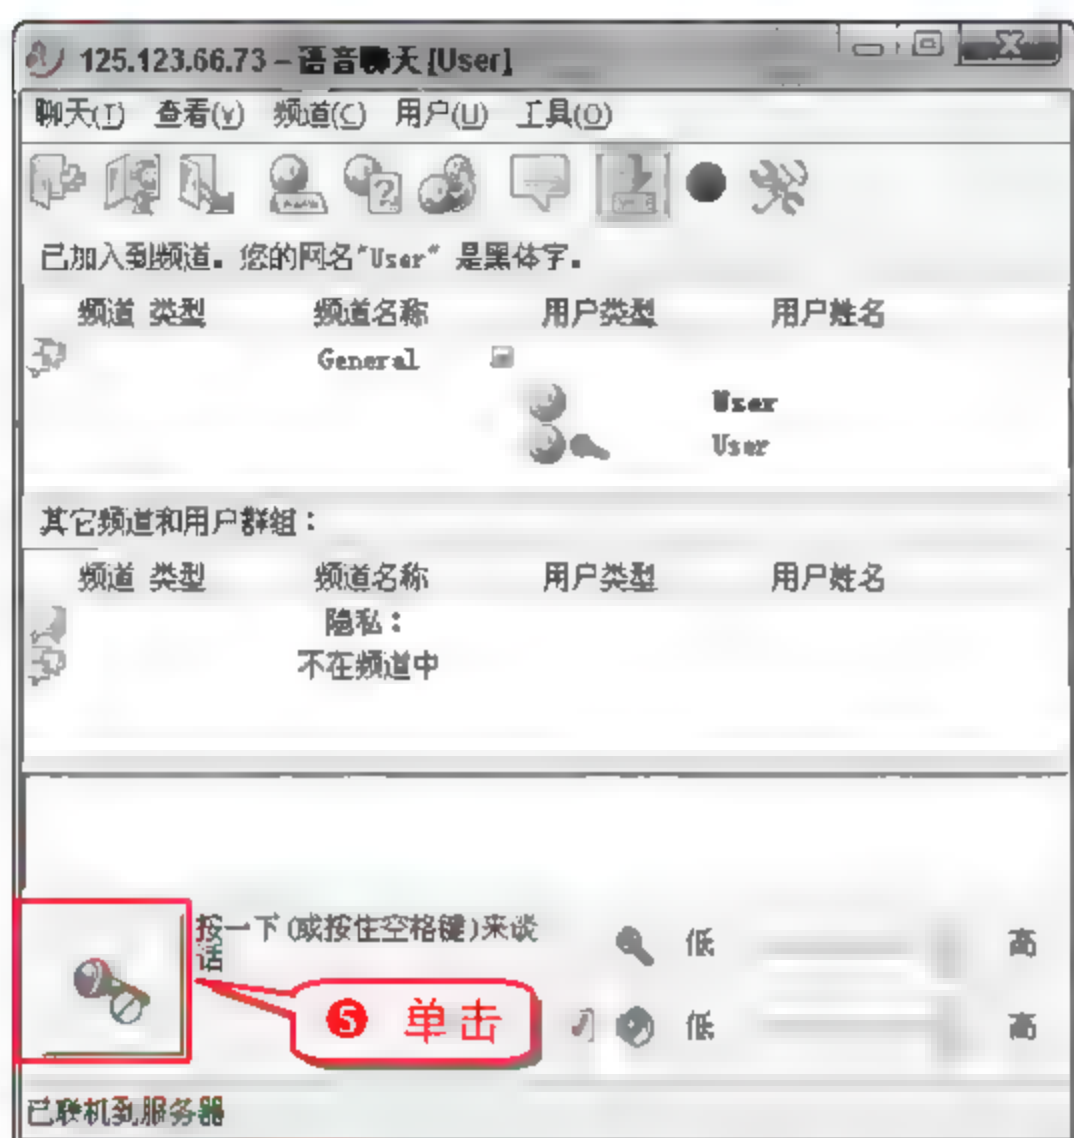 125.123.66.73 – 语音聊天 [User]
聊天(I) 查看(V) 频道(C) 用户(U) 工具(O)
已加入到频道。您的网名"User" 是黑体字。
频道 类型 频道名称 用户类型 用户姓名
General
User
User
其它频道和用户群组：
频道 类型 频道名称 用户类型 用户姓名
隐私：
不在频道中
按一下(或按住空格键)来谈
话
低 高
❺ 单击
低 高
已联机到服务器